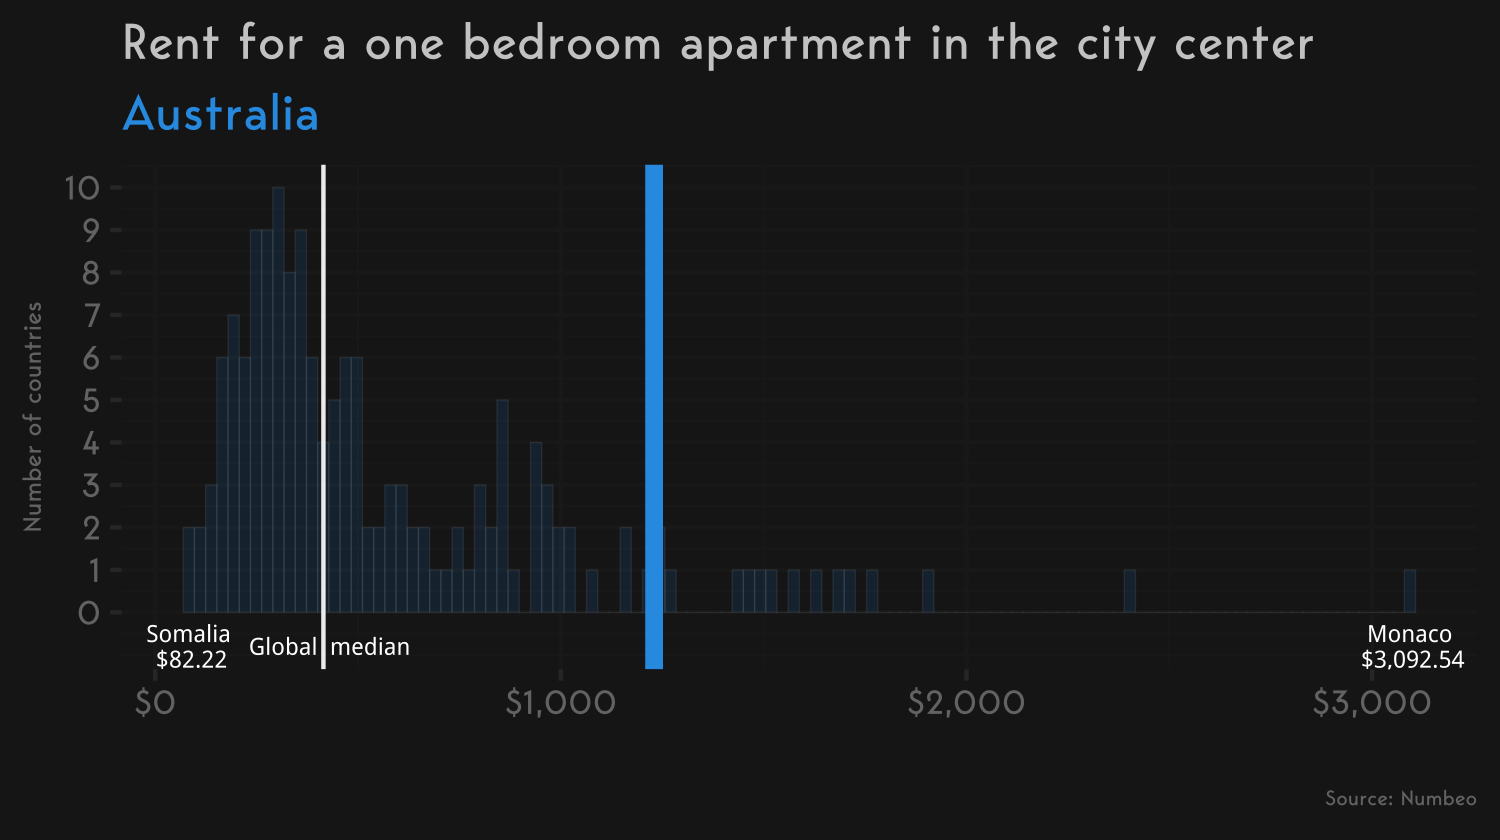 Rent for a one bedroom apartment in the city center
Australia
Number of countries
10
9
8
7
6
5
4
3
2
1
0
Somalia
$82.22
Global median
Monaco
$3,092.54
$0
$1,000
$2,000
$3,000
Source: Numbeo